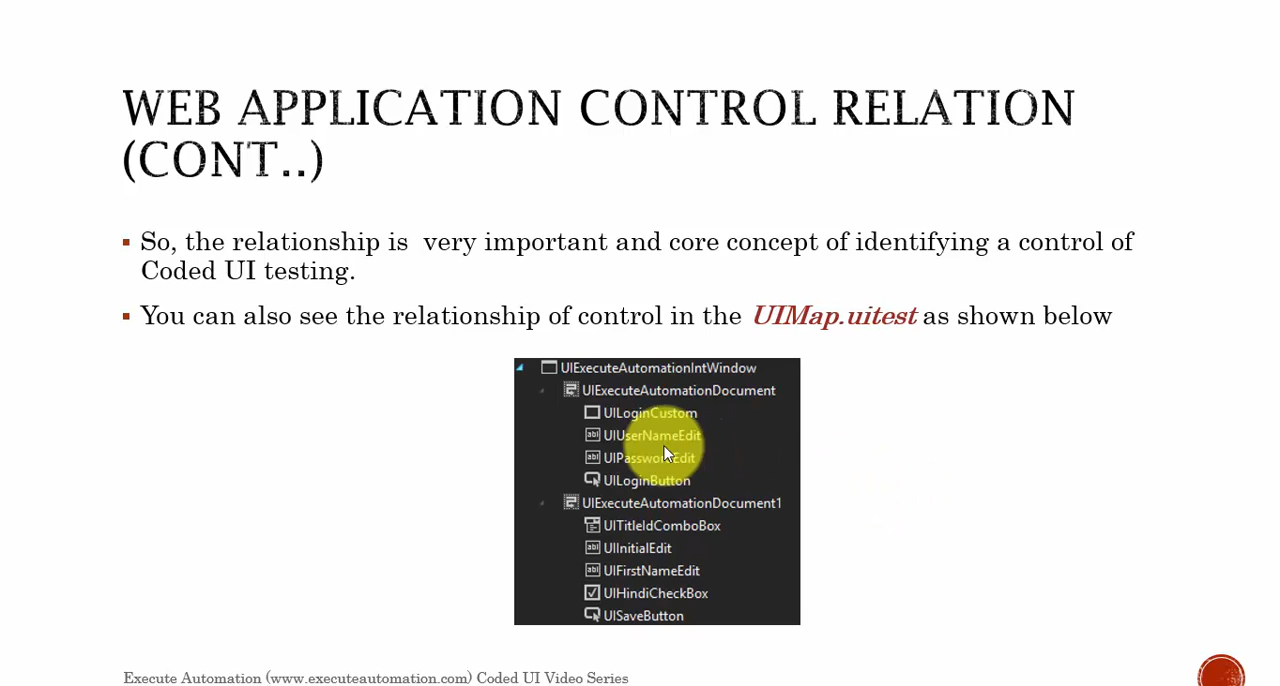 WEB APPLICATION CONTROL RELATION
(CONT..)
▪ So, the relationship is very important and core concept of identifying a control of
Coded UI testing.
▪ You can also see the relationship of control in the UIMap.uitest as shown below
UIExecuteAutomationIntWindow
UIExecuteAutomationDocument
UILoginCustom
UIUserNameEdit
UIPasswordEdit
UILoginButton
UIExecuteAutomationDocument1
UITitleIdComboBox
UIInitialEdit
UIFirstNameEdit
UIHindiCheckBox
UISaveButton
Execute Automation (www.executeautomation.com) Coded UI Video Series